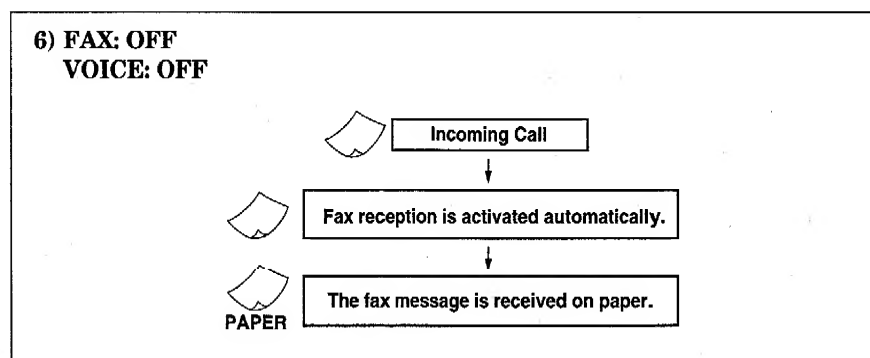 6) FAX: OFF
VOICE: OFF
Incoming Call
Fax reception is activated automatically.
The fax message is received on paper.
PAPER